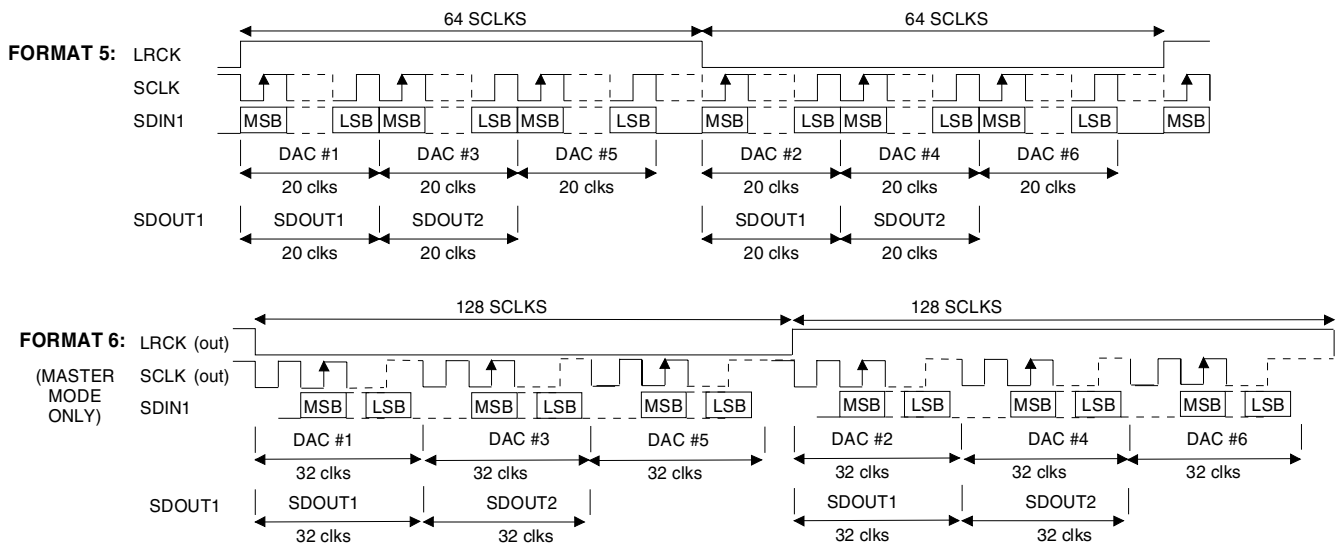 64 SCLKS 64 SCLKS
FORMAT 5: LRCK
SCLK
SDIN1 MSB LSB MSB LSB MSB LSB MSB LSB MSB LSB MSB LSB MSB
DAC #1 DAC #3 DAC #5 DAC #2 DAC #4 DAC #6
20 clks 20 clks 20 clks 20 clks 20 clks 20 clks
SDOUT1 SDOUT1 SDOUT2 SDOUT1 SDOUT2
20 clks 20 clks 20 clks 20 clks
128 SCLKS 128 SCLKS
FORMAT 6: LRCK (out)
(MASTER SCLK (out)
MODE
ONLY) SDIN1 MSB LSB MSB LSB MSB LSB MSB LSB MSB LSB MSB LSB
DAC #1 DAC #3 DAC #5 DAC #2 DAC #4 DAC #6
32 clks 32 clks 32 clks 32 clks 32 clks 32 clks
SDOUT1 SDOUT1 SDOUT2 SDOUT1 SDOUT2
32 clks 32 clks 32 clks 32 clks